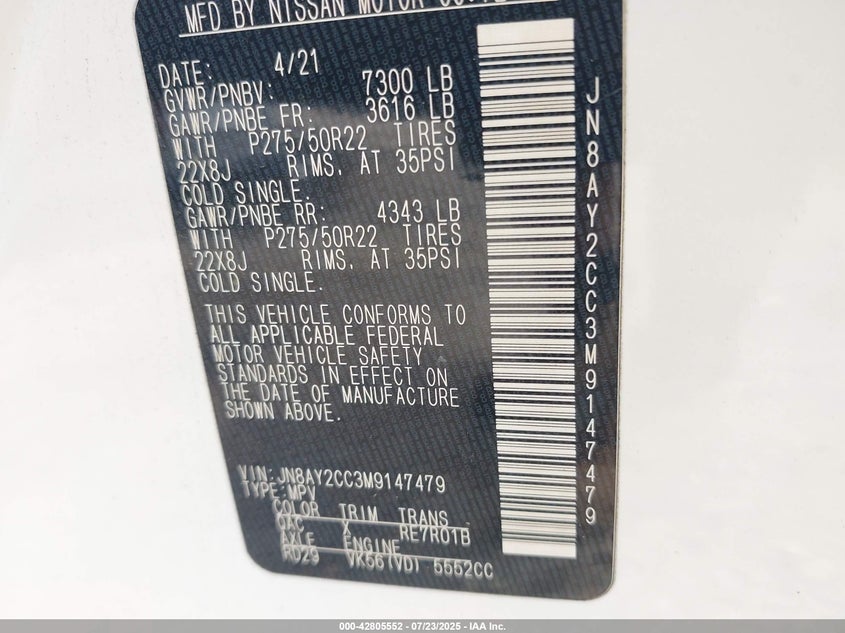 MFD BY NISSAN MOTOR
DATE: 4/21
GVWR/PNBV: 7300 LB
GAWR/PNBE FR: 3616 LB
WITH P275/50R22 TIRES
22X8J RIMS, AT 35PSI
COLD SINGLE.
GAWR/PNBE RR: 4343 LB
WITH P275/50R22 TIRES
22X8J RIMS, AT 35PSI
COLD SINGLE.
THIS VEHICLE CONFORMS TO
ALL APPLICABLE FEDERAL
MOTOR VEHICLE SAFETY
STANDARDS IN EFFECT ON
THE DATE OF MANUFACTURE
SHOWN ABOVE.
VIN: JN8AY2CC3M9147479
TYPE: MPV
COLOR TRIM TRANS
QAC X RE7R01B
AXLE ENGINE
RD29 VK56(VD) 5552CC
JN8AY2CC3M9147479
000-42805552 - 07/23/2025 - IAA Inc.